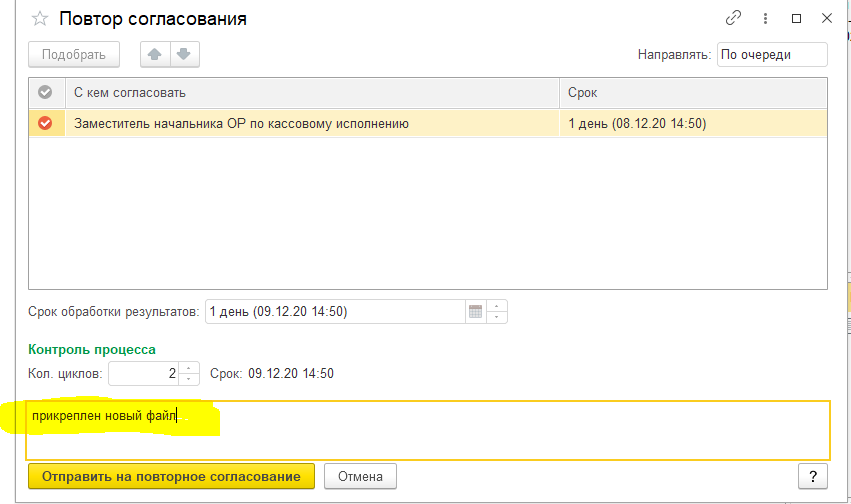 Повтор согласования
Подобрать
Направлять: По очереди
С кем согласовать Срок
Заместитель начальника ОР по кассовому исполнению 1 день (08.12.20 14:50)
Срок обработки результатов: 1 день (09.12.20 14:50)
Контроль процесса
Кол. циклов: 2 Срок: 09.12.20 14:50
прикреплен новый файл
Отправить на повторное согласование Отмена ?